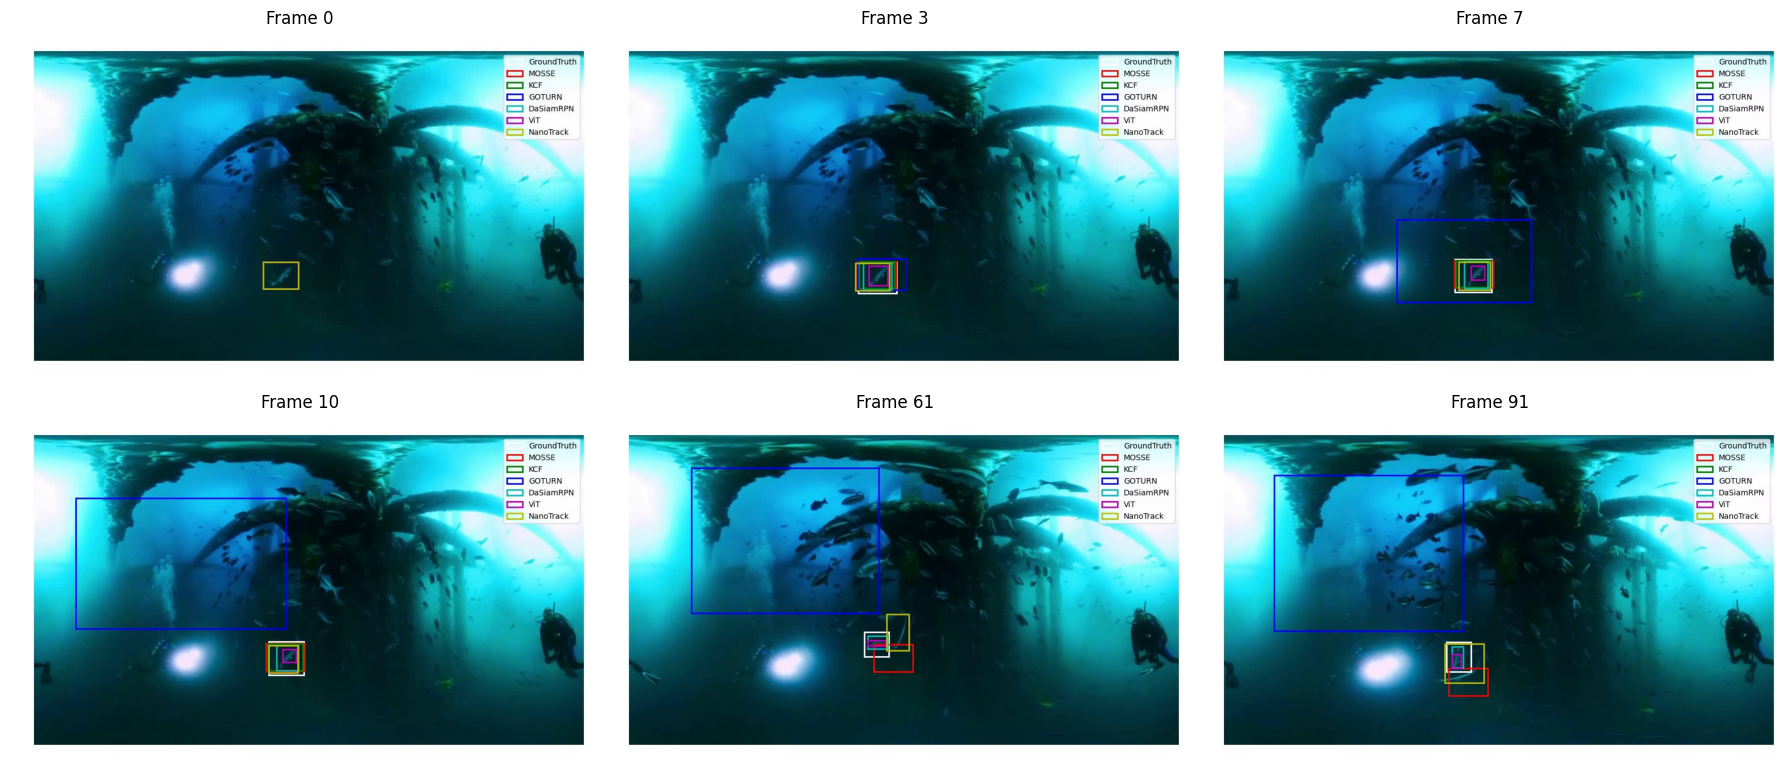 Frame 0
GroundTruth
MOSSE
KCF
GOTURN
DaSiamRPN
ViT
NanoTrack
Frame 3
GroundTruth
MOSSE
KCF
GOTURN
DaSiamRPN
ViT
NanoTrack
Frame 7
GroundTruth
MOSSE
KCF
GOTURN
DaSiamRPN
ViT
NanoTrack
Frame 10
GroundTruth
MOSSE
KCF
GOTURN
DaSiamRPN
ViT
NanoTrack
Frame 61
GroundTruth
MOSSE
KCF
GOTURN
DaSiamRPN
ViT
NanoTrack
Frame 91
GroundTruth
MOSSE
KCF
GOTURN
DaSiamRPN
ViT
NanoTrack